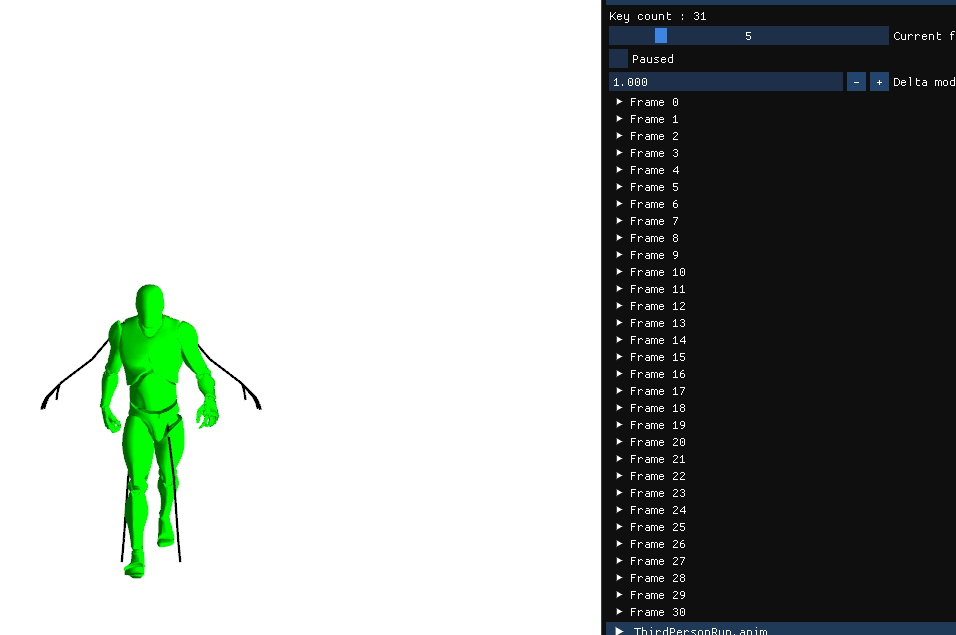 Key count : 31
5 Current f
Paused
1.000 - + Delta mod
Frame 0
Frame 1
Frame 2
Frame 3
Frame 4
Frame 5
Frame 6
Frame 7
Frame 8
Frame 9
Frame 10
Frame 11
Frame 12
Frame 13
Frame 14
Frame 15
Frame 16
Frame 17
Frame 18
Frame 19
Frame 20
Frame 21
Frame 22
Frame 23
Frame 24
Frame 25
Frame 26
Frame 27
Frame 28
Frame 29
Frame 30
ThirdPersonRun.anim